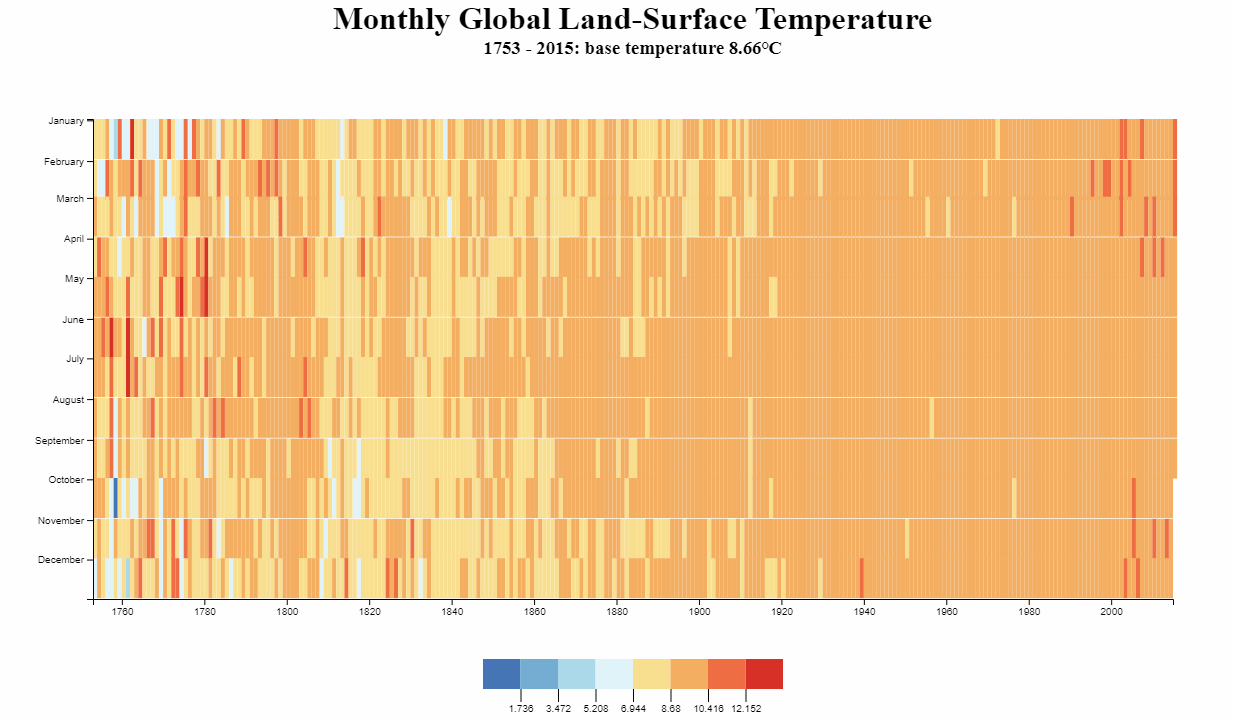 Monthly Global Land-Surface Temperature
1753 - 2015: base temperature 8.66°C
January
February
March
April
May
June
July
August
September
October
November
December
1760 1780 1800 1820 1840 1860 1880 1900 1920 1940 1960 1980 2000
1.736 3.472 5.208 6.944 8.68 10.416 12.152